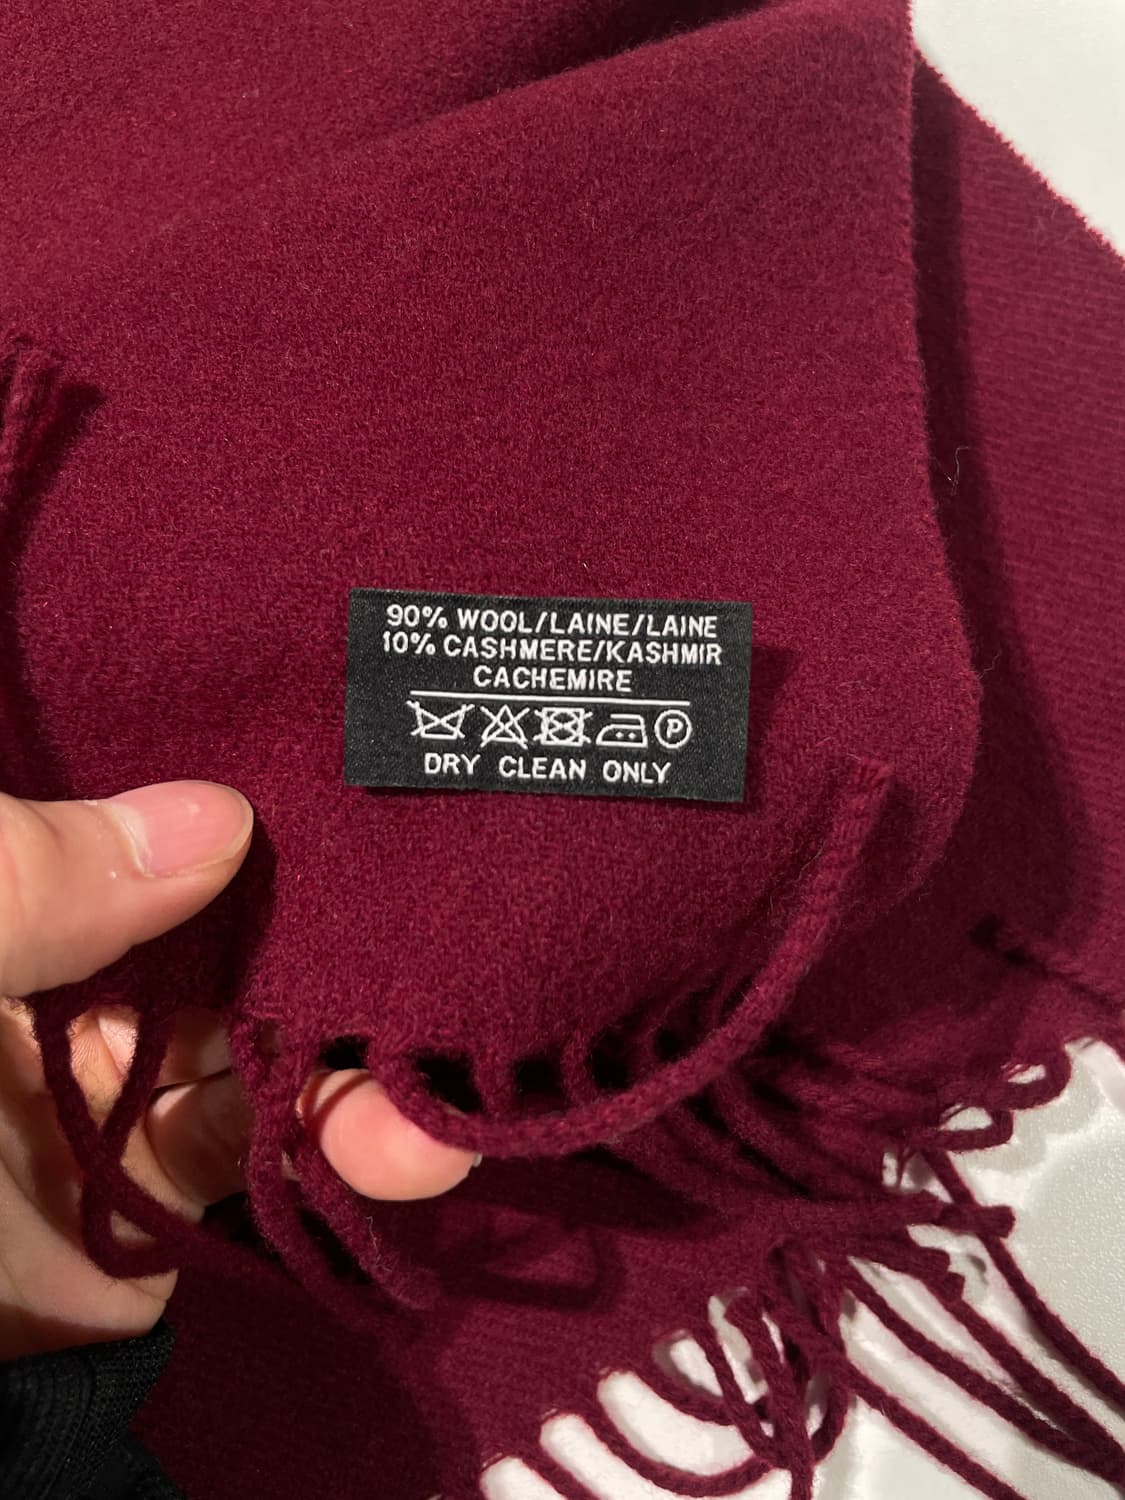 90% WOOL/LAINE/LAINE
10% CASHMERE/KASHMIR
CACHEMIRE
P
DRY CLEAN ONLY